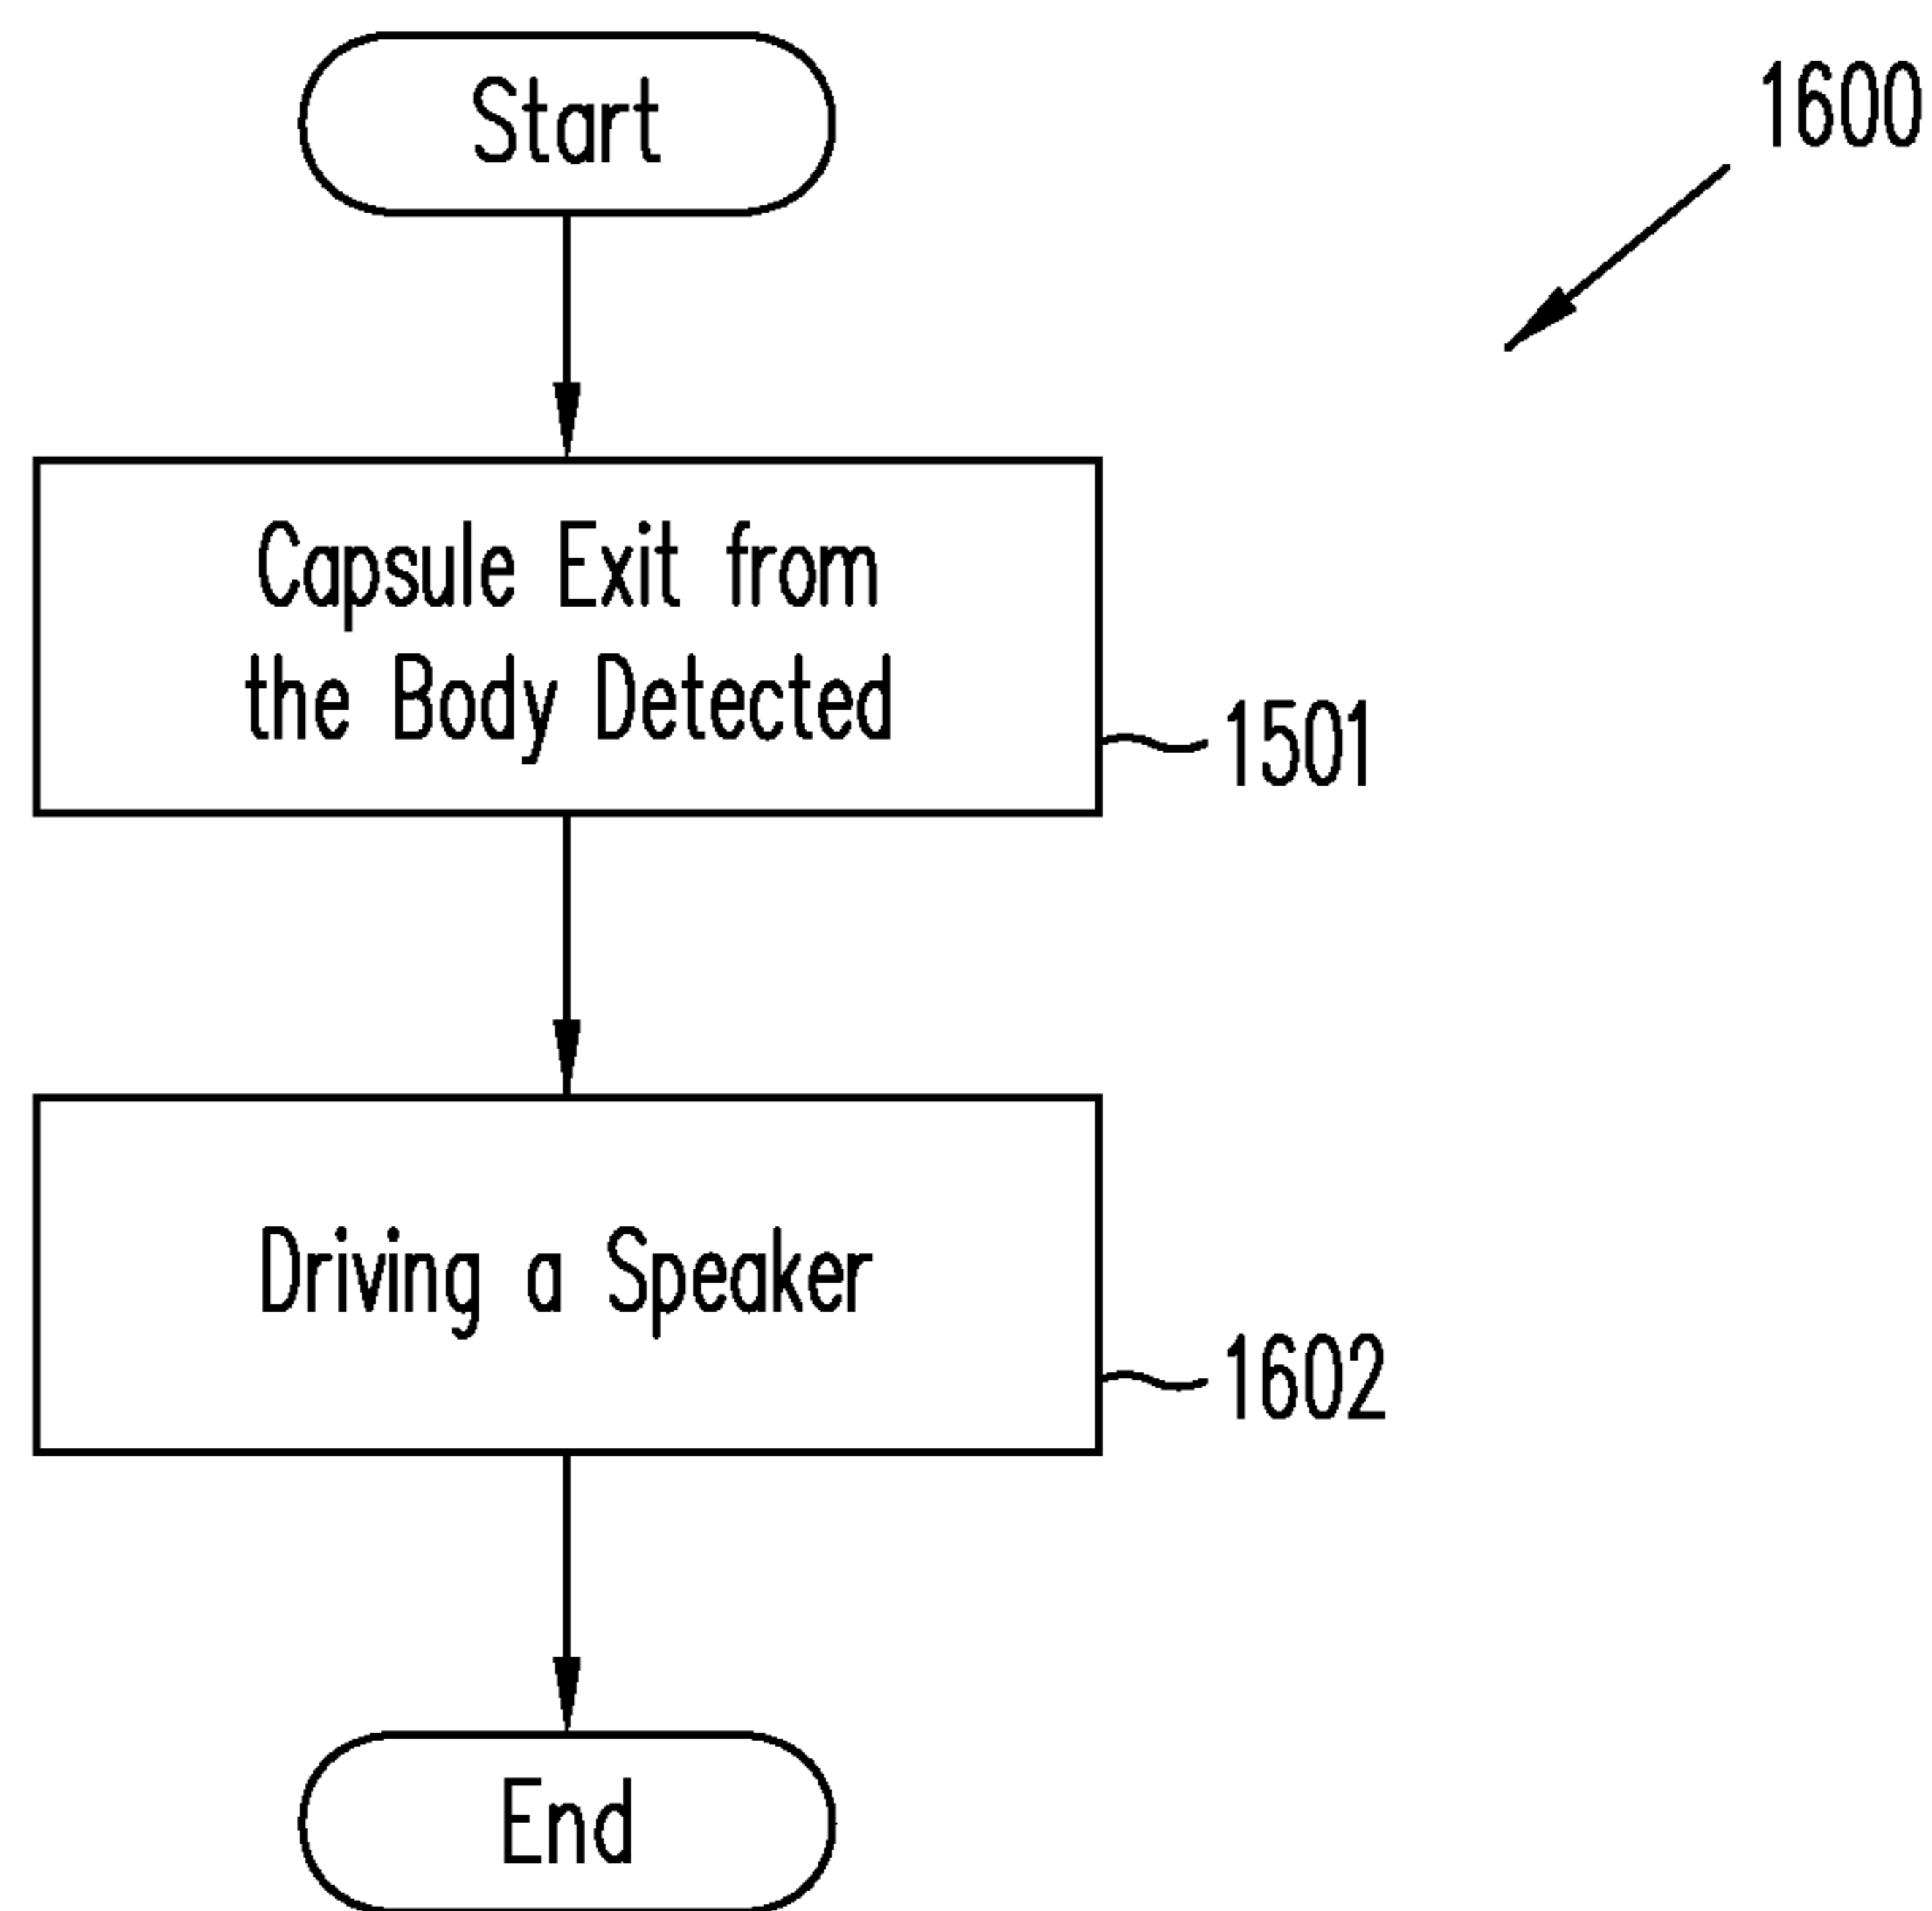 Start
1600
Capsule Exit from
the Body Detected
1501
Driving a Speaker
1602
End